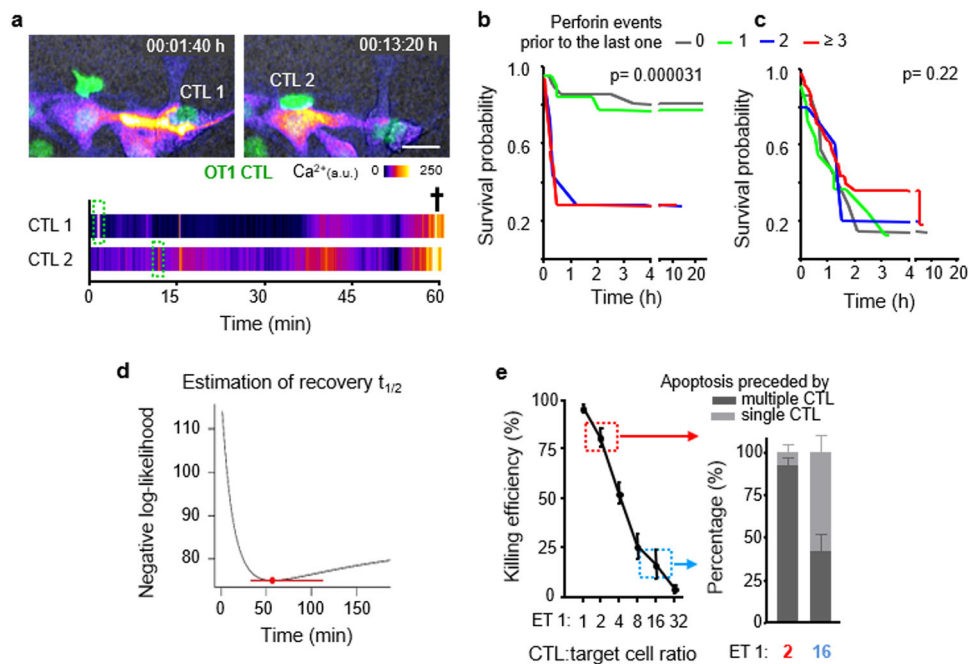 a
00:01:40 h
CTL 1
00:13:20 h
CTL 2
OT1 CTL
Ca²⁺(a.u.) 0 250
CTL 1
CTL 2
0 15 30 45 60
Time (min)
b
c
Perforin events
prior to the last one
0 1 2 ≥ 3
Survival probability
1.0
0.6
0.2
p= 0.000031
0 1 2 3 4 10 20
Time (h)
Survival probability
1.0
0.6
0.2
p= 0.22
0 1 2 3 4 10 20
Time (h)
d
Estimation of recovery t1/2
Negative log-likelihood
110
100
90
80
0 50 100 150
Time (min)
e
Killing efficiency (%)
100
75
50
25
0
ET 1: 1 2 4 8 16 32
CTL:target cell ratio
Apoptosis preceded by
multiple CTL
single CTL
Percentage (%)
100
75
50
25
0
ET 1: 2 16